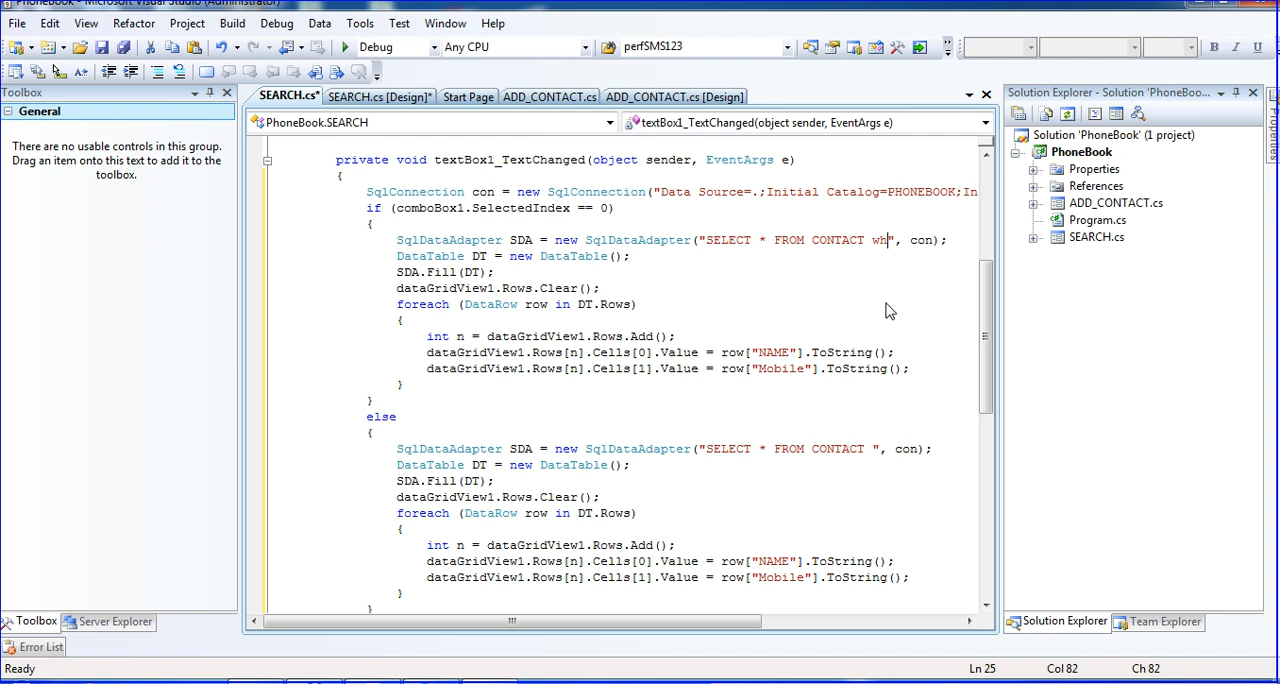 PhoneBook - Microsoft Visual Studio (Administrator)
File Edit View Refactor Project Build Debug Data Tools Test Window Help
Debug Any CPU perfSMS123
B I U
Toolbox
SEARCH.cs* SEARCH.cs [Design]* Start Page ADD_CONTACT.cs ADD_CONTACT.cs [Design]
Solution Explorer - Solution 'PhoneBoo...
General
There are no usable controls in this group.
Drag an item onto this text to add it to the
toolbox.
PhoneBook.SEARCH
textBox1_TextChanged(object sender, EventArgs e)
private void textBox1_TextChanged(object sender, EventArgs e)
{
SqlConnection con = new SqlConnection("Data Source=.;Initial Catalog=PHONEBOOK;In
if (comboBox1.SelectedIndex == 0)
{
SqlDataAdapter SDA = new SqlDataAdapter("SELECT * FROM CONTACT wh", con);
DataTable DT = new DataTable();
SDA.Fill(DT);
dataGridView1.Rows.Clear();
foreach (DataRow row in DT.Rows)
{
int n = dataGridView1.Rows.Add();
dataGridView1.Rows[n].Cells[0].Value = row["NAME"].ToString();
dataGridView1.Rows[n].Cells[1].Value = row["Mobile"].ToString();
}
}
else
{
SqlDataAdapter SDA = new SqlDataAdapter("SELECT * FROM CONTACT ", con);
DataTable DT = new DataTable();
SDA.Fill(DT);
dataGridView1.Rows.Clear();
foreach (DataRow row in DT.Rows)
{
int n = dataGridView1.Rows.Add();
dataGridView1.Rows[n].Cells[0].Value = row["NAME"].ToString();
dataGridView1.Rows[n].Cells[1].Value = row["Mobile"].ToString();
}
}
Solution 'PhoneBook' (1 project)
PhoneBook
Properties
References
ADD_CONTACT.cs
Program.cs
SEARCH.cs
Properties
Toolbox Server Explorer
Solution Explorer Team Explorer
Error List
Ready Ln 25 Col 82 Ch 82